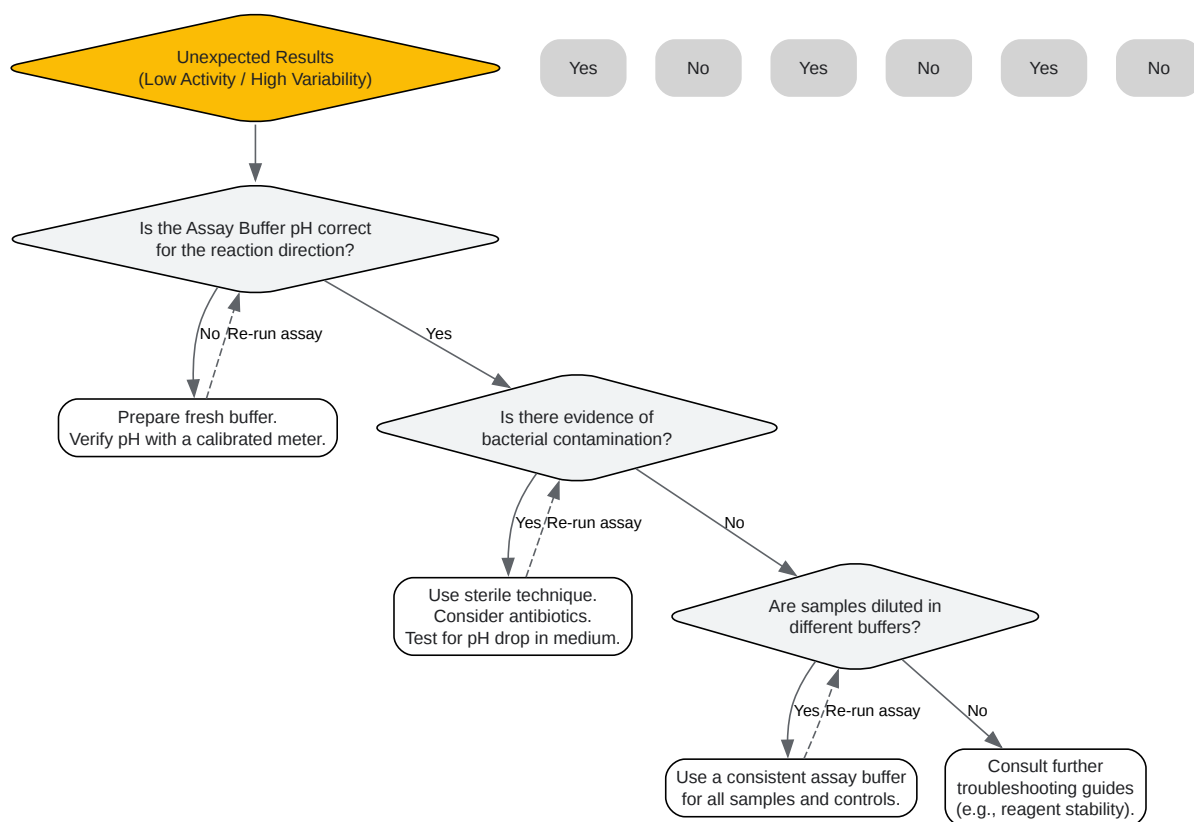 Unexpected Results
(Low Activity / High Variability)
Yes
No
Yes
No
Yes
No
Is the Assay Buffer pH correct
for the reaction direction?
No
Re-run assay
Yes
Prepare fresh buffer.
Verify pH with a calibrated meter.
Is there evidence of
bacterial contamination?
Yes
Re-run assay
No
Use sterile technique.
Consider antibiotics.
Test for pH drop in medium.
Are samples diluted in
different buffers?
Yes
Re-run assay
No
Use a consistent assay buffer
for all samples and controls.
Consult further
troubleshooting guides
(e.g., reagent stability).